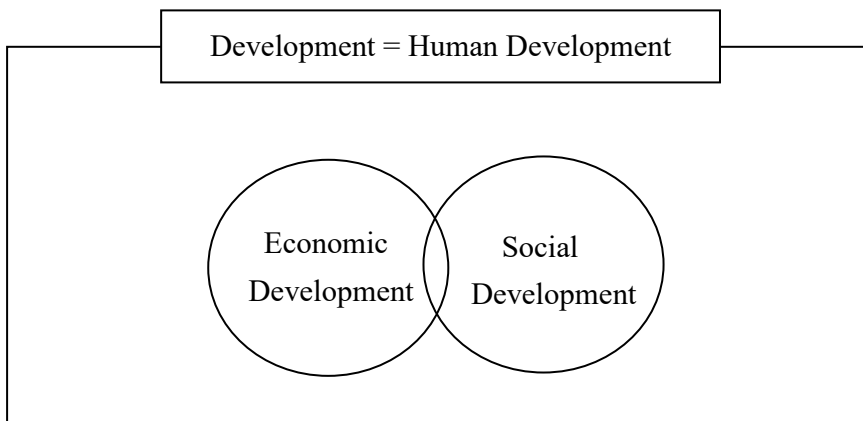 Development = Human Development
Economic
Development
Social
Development